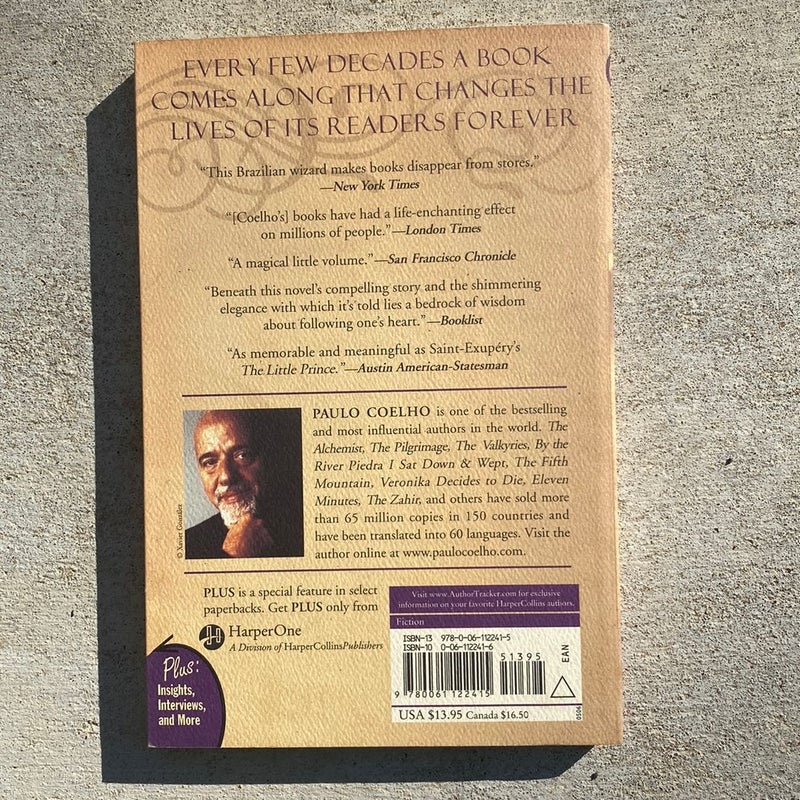 EVERY FEW DECADES A BOOK
COMES ALONG THAT CHANGES THE
LIVES OF ITS READERS FOREVER
“This Brazilian wizard makes books disappear from stores.”
—New York Times
“[Coelho’s] books have had a life-enchanting effect
on millions of people.”—London Times
“A magical little volume.”—San Francisco Chronicle
“Beneath this novel’s compelling story and the shimmering
elegance with which it’s told lies a bedrock of wisdom
about following one’s heart.”—Booklist
“As memorable and meaningful as Saint-Exupéry’s
The Little Prince.”—Austin American-Statesman
PAULO COELHO is one of the bestselling
and most influential authors in the world. The
Alchemist, The Pilgrimage, The Valkyries, By the
River Piedra I Sat Down & Wept, The Fifth
Mountain, Veronika Decides to Die, Eleven
Minutes, The Zahir, and others have sold more
than 65 million copies in 150 countries and
have been translated into 60 languages. Visit the
author online at www.paulocoelho.com.
© Xavier González
PLUS is a special feature in select
paperbacks. Get PLUS only from
HarperOne
A Division of HarperCollinsPublishers
Plus:
Insights,
Interviews,
and More
Visit www.AuthorTracker.com for exclusive
information on your favorite HarperCollins authors.
Fiction
ISBN-13 978-0-06-112241-5
ISBN-10 0-06-112241-6
51395
EAN
9 780061 122415
USA $13.95 Canada $16.50
0506